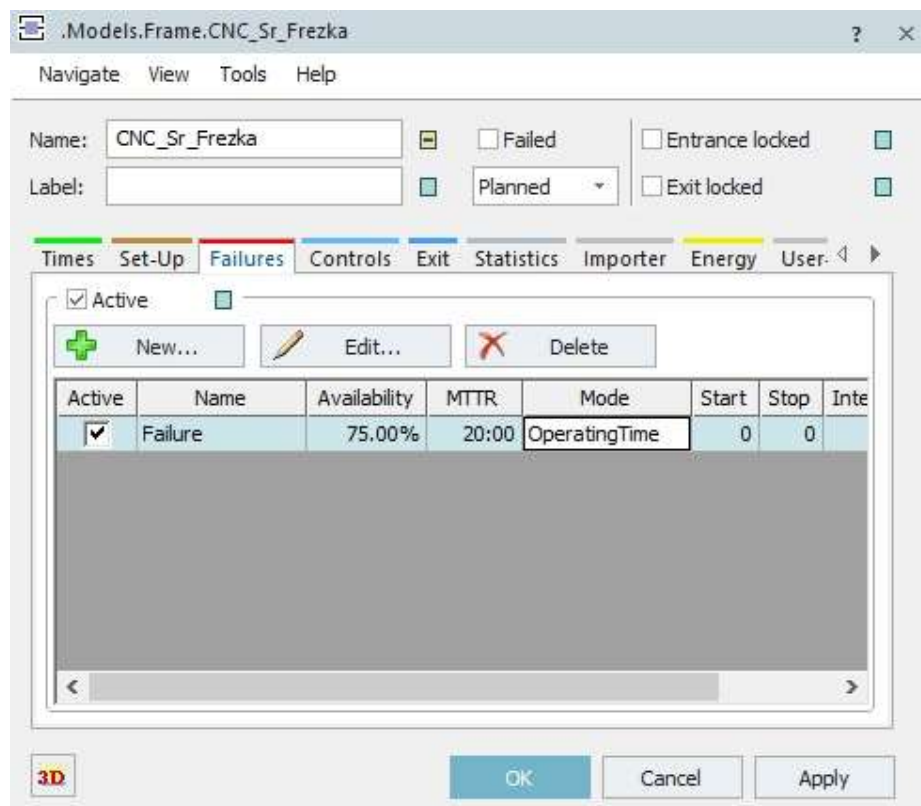 .Models.Frame.CNC_Sr_Frezka ?
Navigate View Tools Help
Name: CNC_Sr_Frezka Failed Entrance locked
Label: Planned Exit locked
Times Set-Up Failures Controls Exit Statistics Importer Energy User-
Active
New... Edit... Delete
Active Name Availability MTTR Mode Start Stop Inte
Failure 75.00% 20:00 OperatingTime 0 0
3D OK Cancel Apply